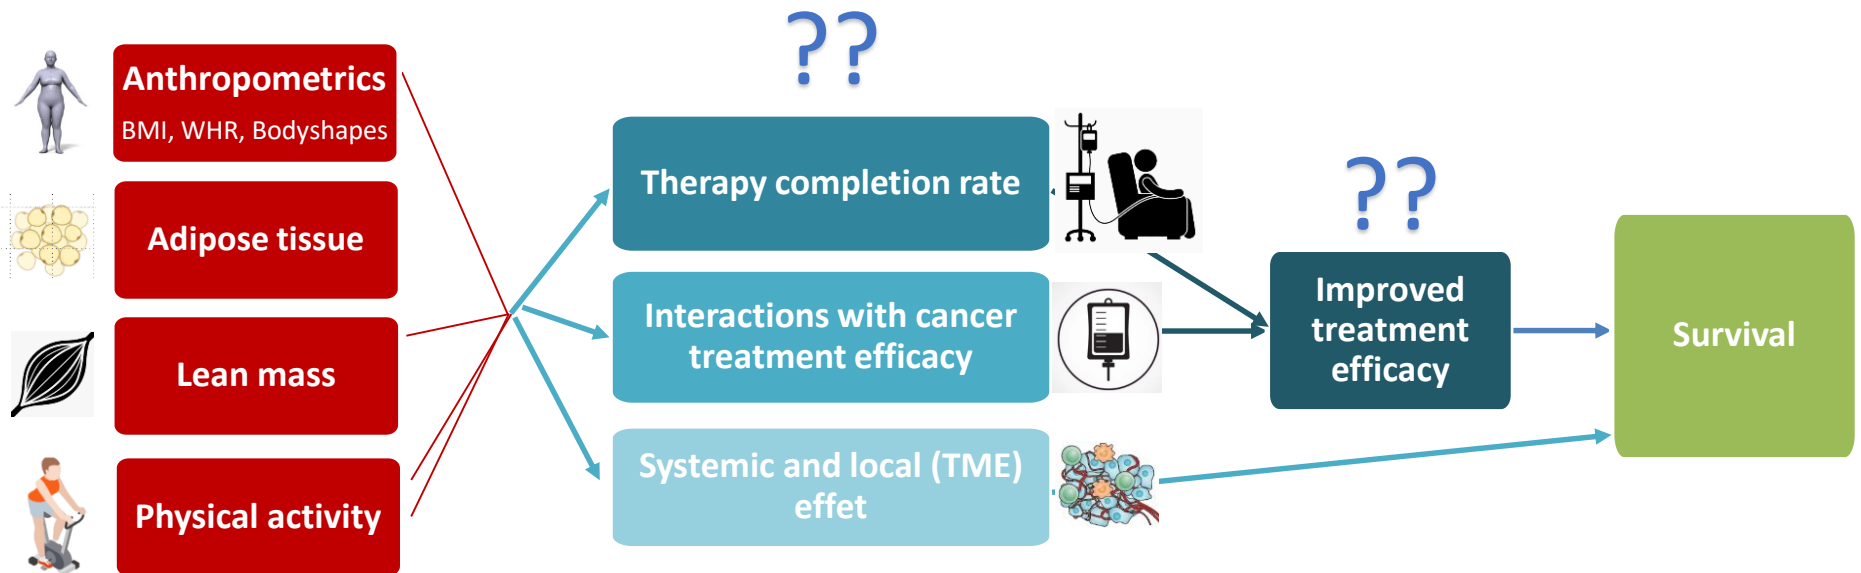 ??
Anthropometrics
BMI, WHR, Bodyshapes
Therapy completion rate
??
Adipose tissue
Interactions with cancer
treatment efficacy
Improved
treatment
efficacy
Survival
Lean mass
Systemic and local (TME)
effet
Physical activity